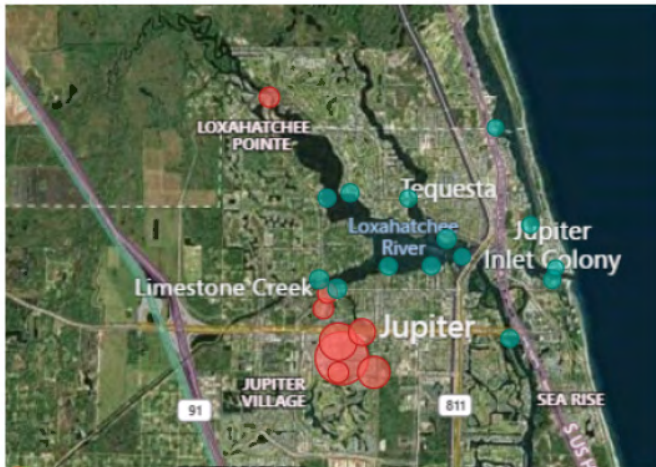 LOXAHATCHEE
POINTE
Tequesta
Loxahatchee
River
Jupiter
Inlet Colony
Limestone Creek
Jupiter
JUPITER
VILLAGE
91
811
SEA RISE
S US